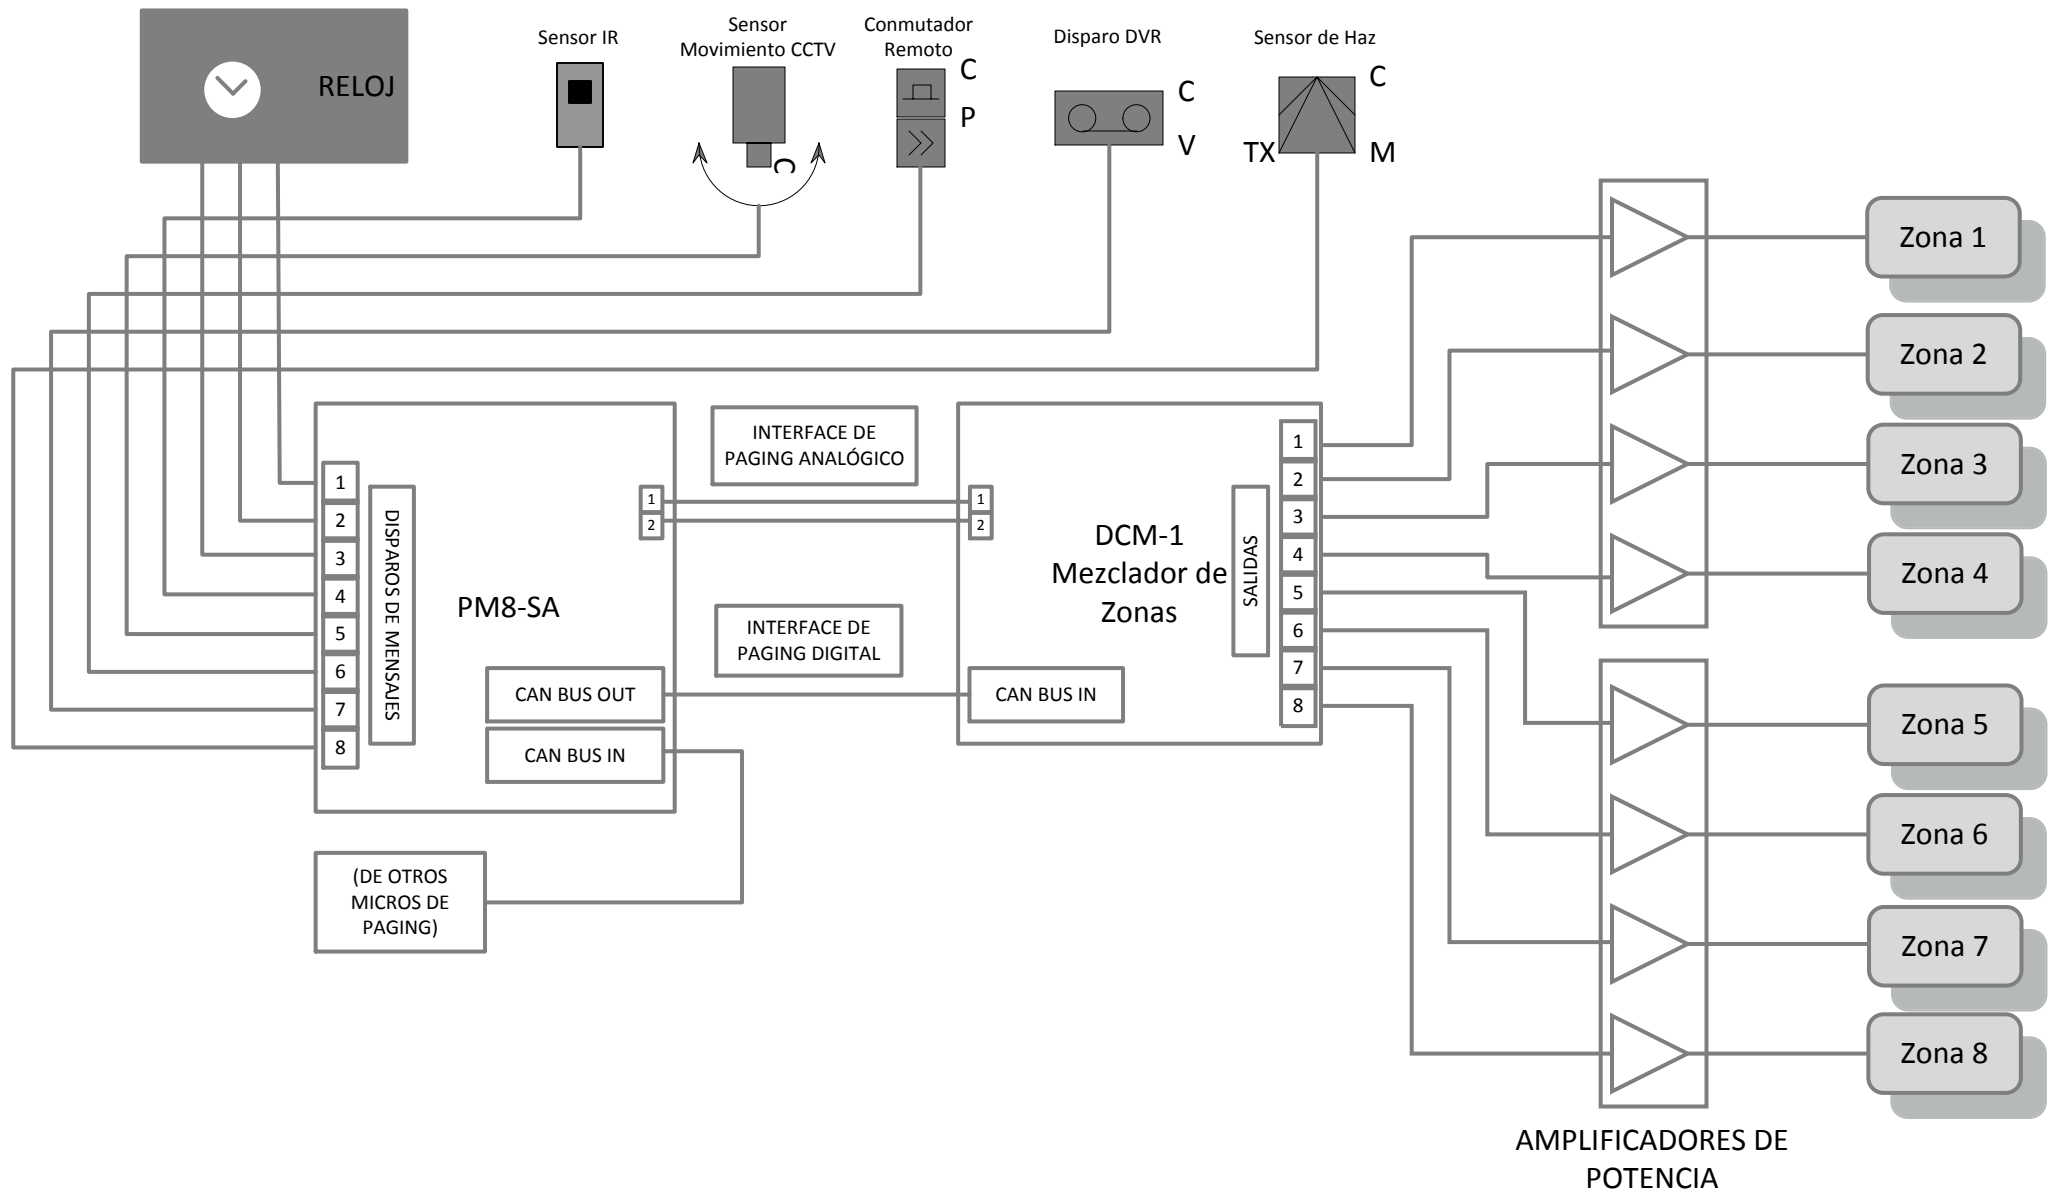 RELOJ
Sensor IR
Sensor
Movimiento CCTV
C
Conmutador
Remoto
C
P
Disparo DVR
C
V
Sensor de Haz
C
TX
M
1
2
3
4
5
6
7
8
DISPAROS DE MENSAJES
PM8-SA
1
2
CAN BUS OUT
CAN BUS IN
(DE OTROS
MICROS DE
PAGING)
INTERFACE DE
PAGING ANALÓGICO
INTERFACE DE
PAGING DIGITAL
1
2
DCM-1
Mezclador de
Zonas
CAN BUS IN
SALIDAS
1
2
3
4
5
6
7
8
Zona 1
Zona 2
Zona 3
Zona 4
Zona 5
Zona 6
Zona 7
Zona 8
AMPLIFICADORES DE
POTENCIA